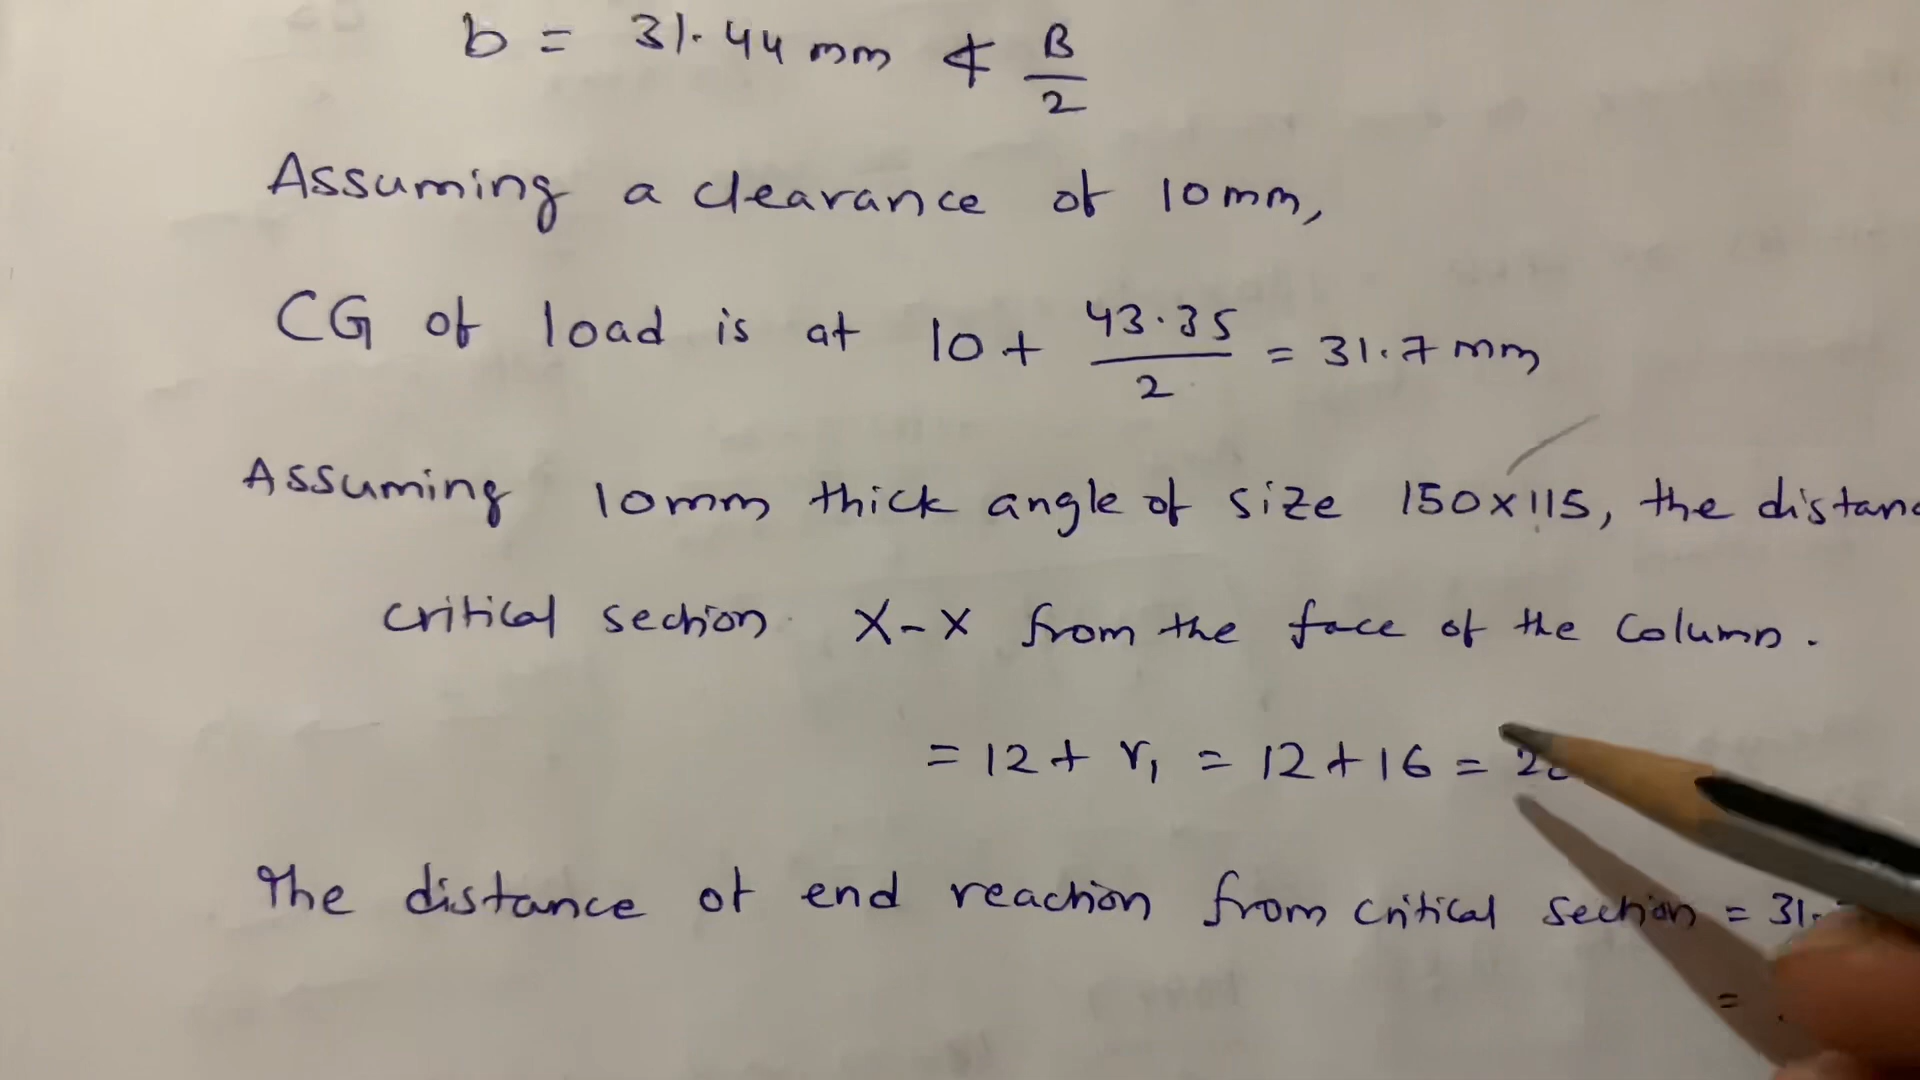 b = 31.44 mm ≮ B/2
Assuming a clearance of 10mm,
CG of load is at 10 + 43.35/2 = 31.7 mm
Assuming 10mm thick angle of size 150x115, the
critical section X-X from the face of the column.
= 12 + r₁ = 12 + 16 =
The distance of end reaction from critical section =
=